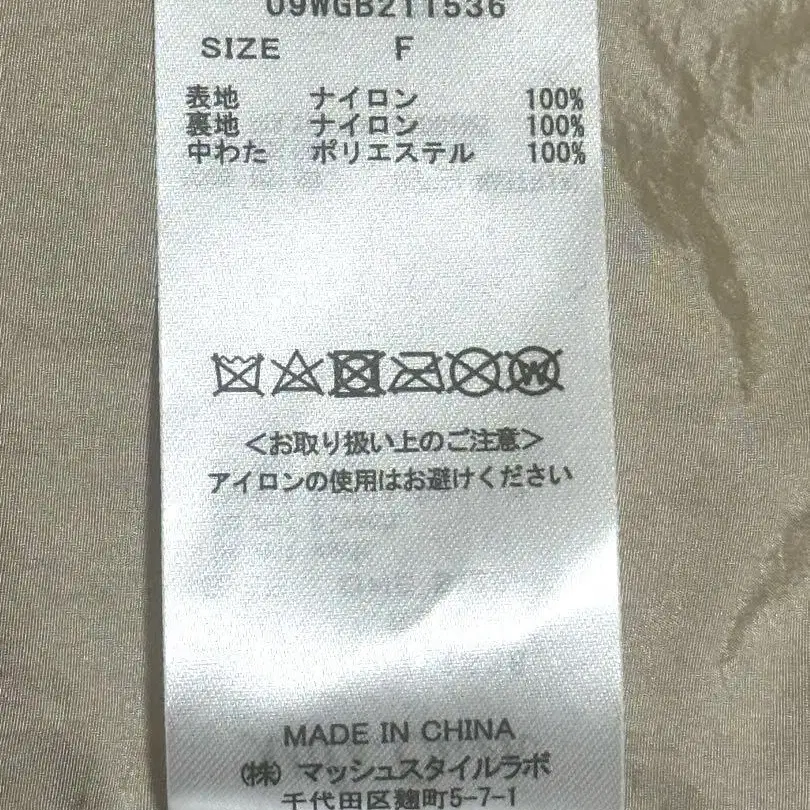 09WGB211536
SIZE F
表地 ナイロン 100%
裏地 ナイロン 100%
中わた ポリエステル 100%
W
<お取り扱い上のご注意>
アイロンの使用はお避けください
MADE IN CHINA
(株) マッシュスタイルラボ
千代田区麹町5-7-1